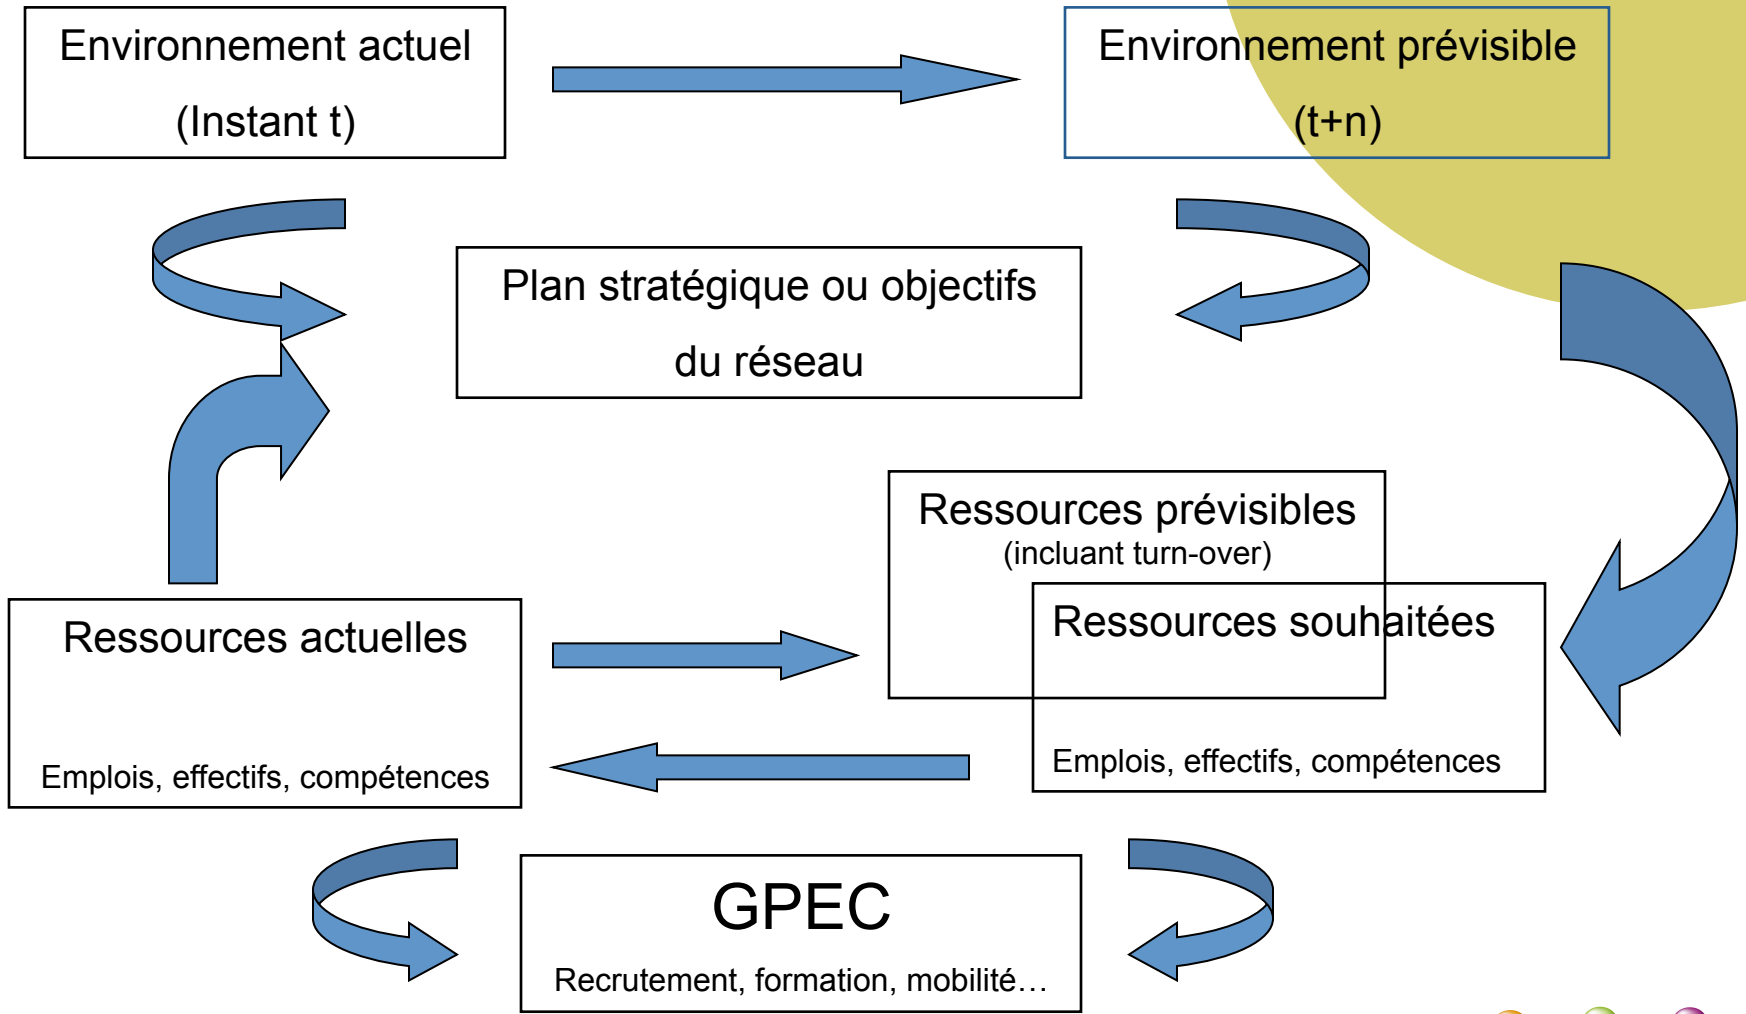 Environnement actuel
(Instant t)
Environnement prévisible
(t+n)
Plan stratégique ou objectifs
du réseau
Ressources prévisibles
(incluant turn-over)
Ressources actuelles
Emplois, effectifs, compétences
Ressources souhaitées
Emplois, effectifs, compétences
GPEC
Recrutement, formation, mobilité…